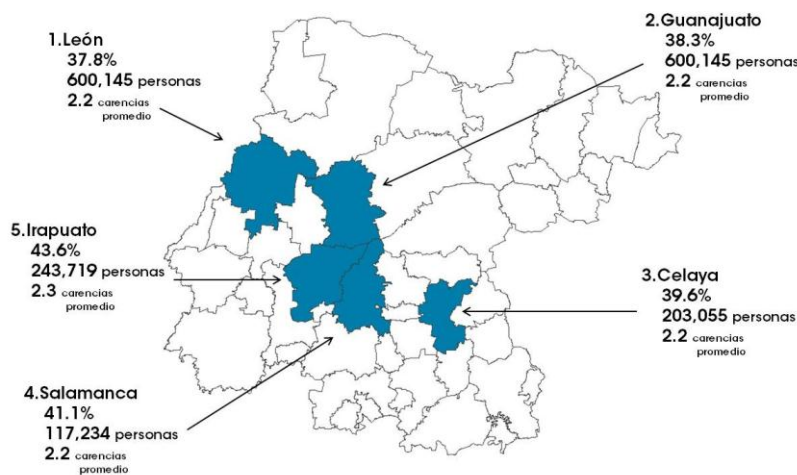 1.León
37.8%
600,145 personas
2.2 carencias
promedio
2.Guanajuato
38.3%
600,145 personas
2.2 carencias
promedio
5.Irapuato
43.6%
243,719 personas
2.3 carencias
promedio
3.Celaya
39.6%
203,055 personas
2.2 carencias
promedio
4.Salamanca
41.1%
117,234 personas
2.2 carencias
promedio